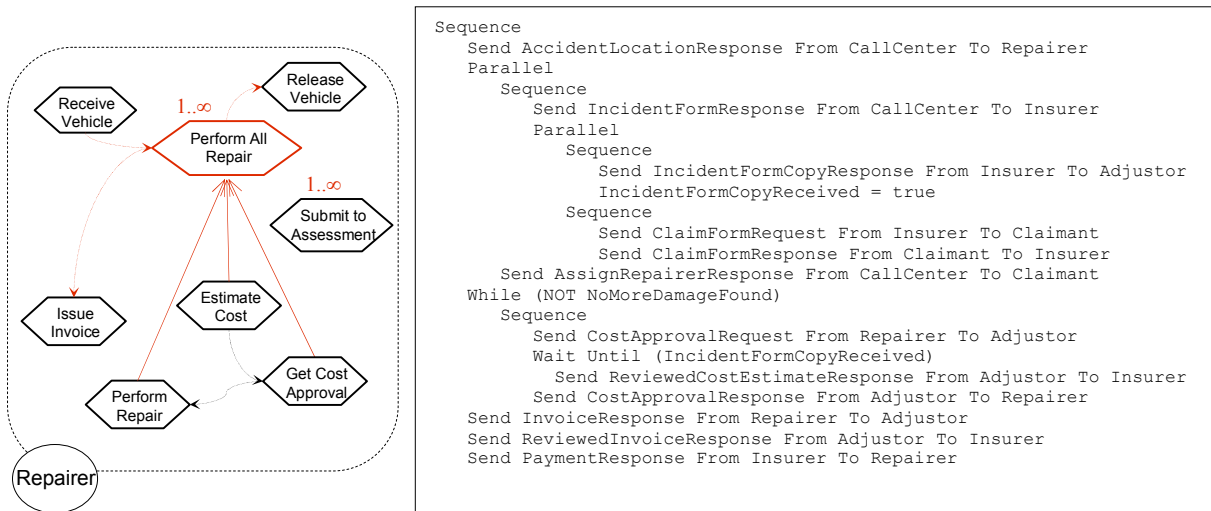 Release
Vehicle
Receive
Vehicle
1..∞
Perform All
Repair
1..∞
Submit to
Assessment
Issue
Invoice
Estimate
Cost
Get Cost
Approval
Perform
Repair
Repairer
Sequence
Send AccidentLocationResponse From CallCenter To Repairer
Parallel
Sequence
Send IncidentFormResponse From CallCenter To Insurer
Parallel
Sequence
Send IncidentFormCopyResponse From Insurer To Adjustor
IncidentFormCopyReceived = true
Sequence
Send ClaimFormRequest From Insurer To Claimant
Send ClaimFormResponse From Claimant To Insurer
Send AssignRepairerResponse From CallCenter To Claimant
While (NOT NoMoreDamageFound)
Sequence
Send CostApprovalRequest From Repairer To Adjustor
Wait Until (IncidentFormCopyReceived)
Send ReviewedCostEstimateResponse From Adjustor To Insurer
Send CostApprovalResponse From Adjustor To Repairer
Send InvoiceResponse From Repairer To Adjustor
Send ReviewedInvoiceResponse From Adjustor To Insurer
Send PaymentResponse From Insurer To Repairer